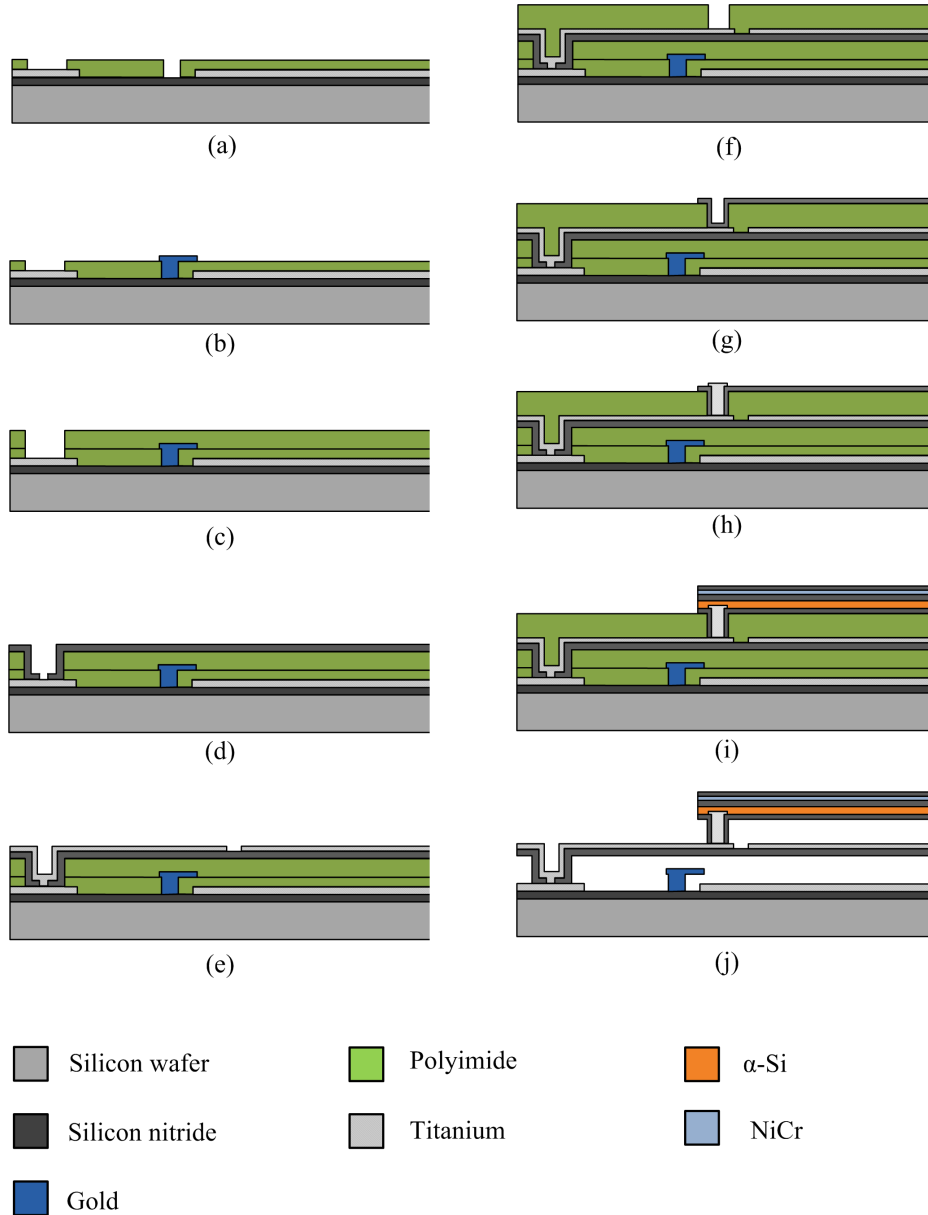 (a)
(b)
(c)
(d)
(e)
(f)
(g)
(h)
(i)
(j)
Silicon wafer
Polyimide
α-Si
Silicon nitride
Titanium
NiCr
Gold